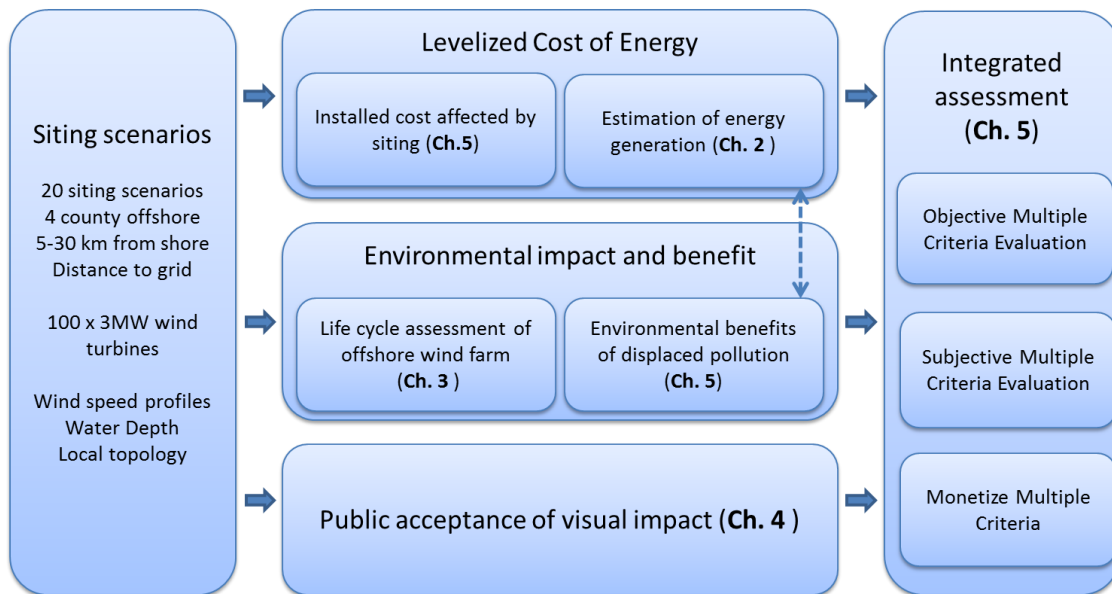 Siting scenarios
20 siting scenarios
4 county offshore
5-30 km from shore
Distance to grid
100 x 3MW wind
turbines
Wind speed profiles
Water Depth
Local topology
Levelized Cost of Energy
Installed cost affected by
siting (Ch.5)
Estimation of energy
generation (Ch. 2 )
Environmental impact and benefit
Life cycle assessment of
offshore wind farm
(Ch. 3 )
Environmental benefits
of displaced pollution
(Ch. 5)
Public acceptance of visual impact (Ch. 4 )
Integrated
assessment
(Ch. 5)
Objective Multiple
Criteria Evaluation
Subjective Multiple
Criteria Evaluation
Monetize Multiple
Criteria